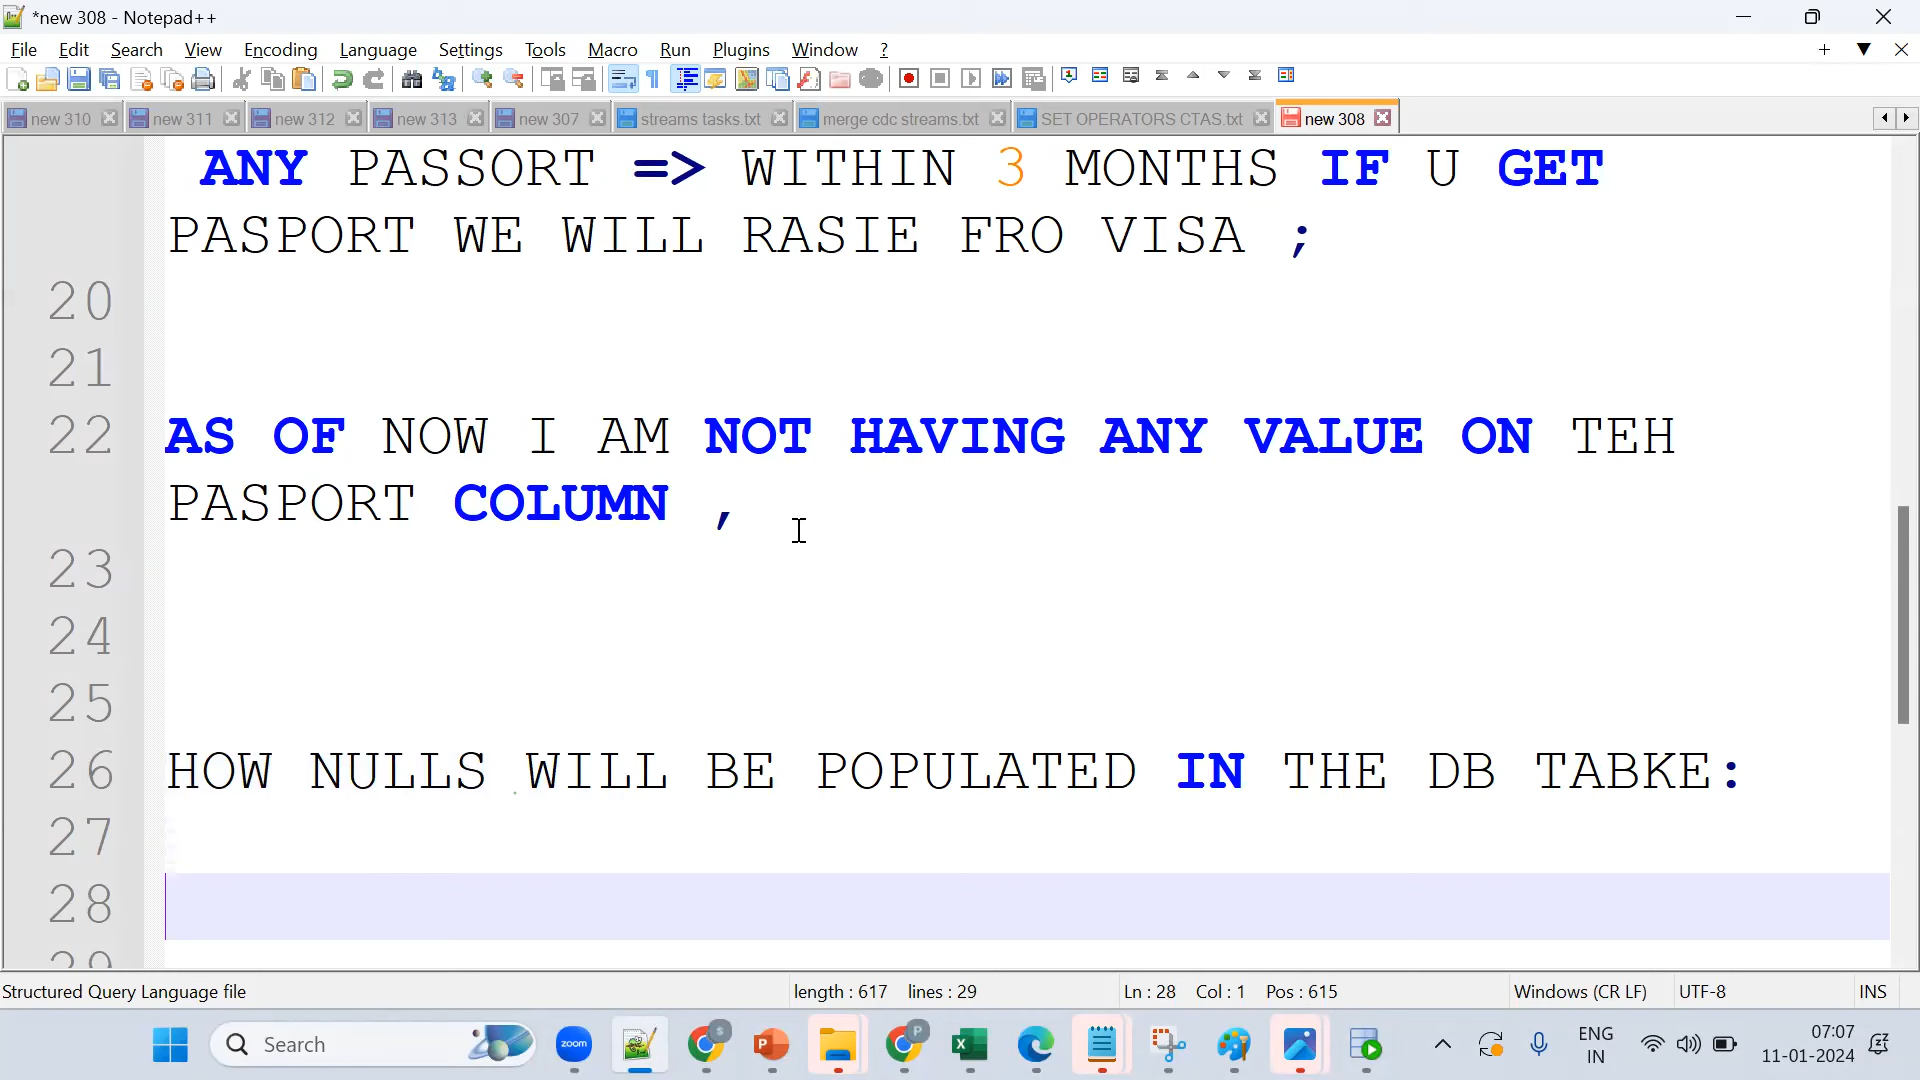 *new 308 - Notepad++
File Edit Search View Encoding Language Settings Tools Macro Run Plugins Window ?
new 310 new 311 new 312 new 313 new 307 streams tasks.txt merge cdc streams.txt SET OPERATORS CTAS.txt new 308
ANY PASSORT => WITHIN 3 MONTHS IF U GET
PASPORT WE WILL RASIE FRO VISA ;
20
21
22 AS OF NOW I AM NOT HAVING ANY VALUE ON TEH
PASPORT COLUMN ,
23
24
25
26 HOW NULLS WILL BE POPULATED IN THE DB TABKE:
27
28
29
Structured Query Language file length : 617 lines : 29 Ln : 28 Col : 1 Pos : 615 Windows (CR LF) UTF-8 INS
Search zoom ENG IN 07:07 11-01-2024